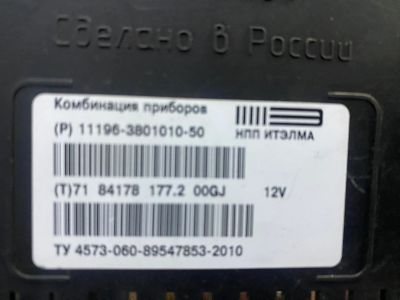 Сделано в России
Комбинация приборов
(P) 11196-3801010-50
НПП ИТЭЛМА
(T)71 84178 177.2 00GJ 12V
ТУ 4573-060-89547853-2010